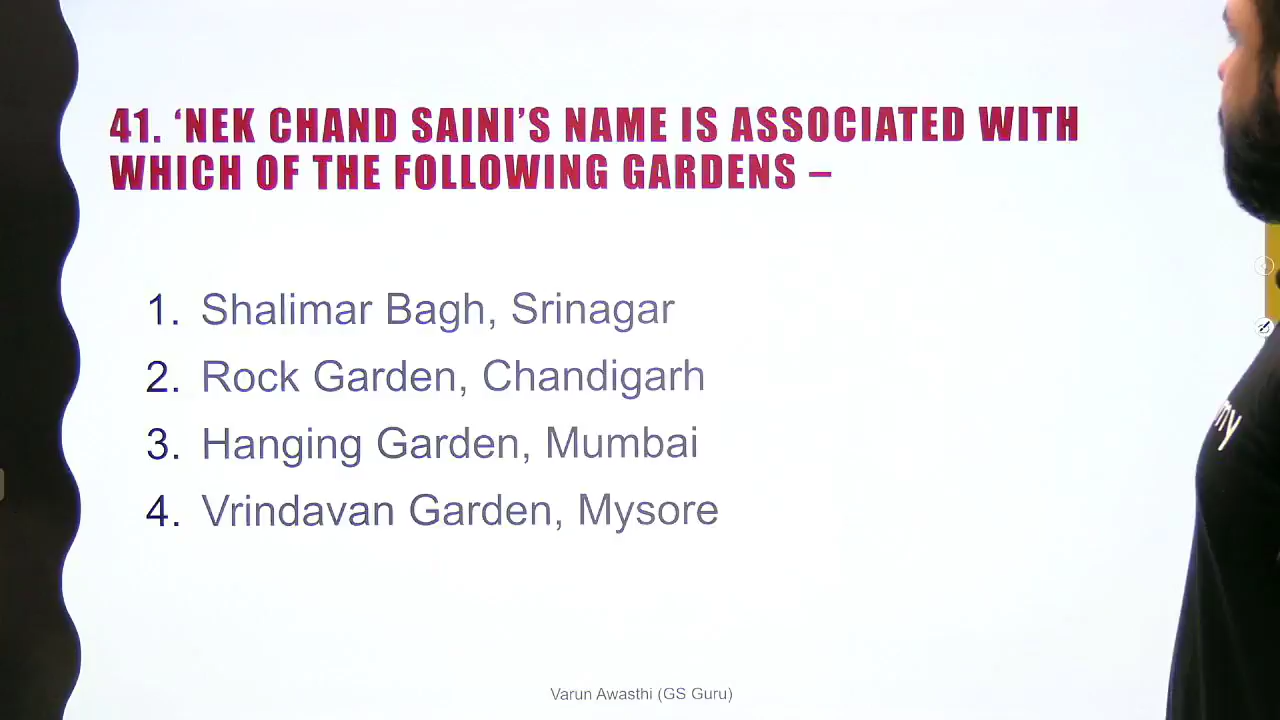 41. ‘NEK CHAND SAINI’S NAME IS ASSOCIATED WITH
WHICH OF THE FOLLOWING GARDENS –
1. Shalimar Bagh, Srinagar
2. Rock Garden, Chandigarh
3. Hanging Garden, Mumbai
4. Vrindavan Garden, Mysore
Varun Awasthi (GS Guru)